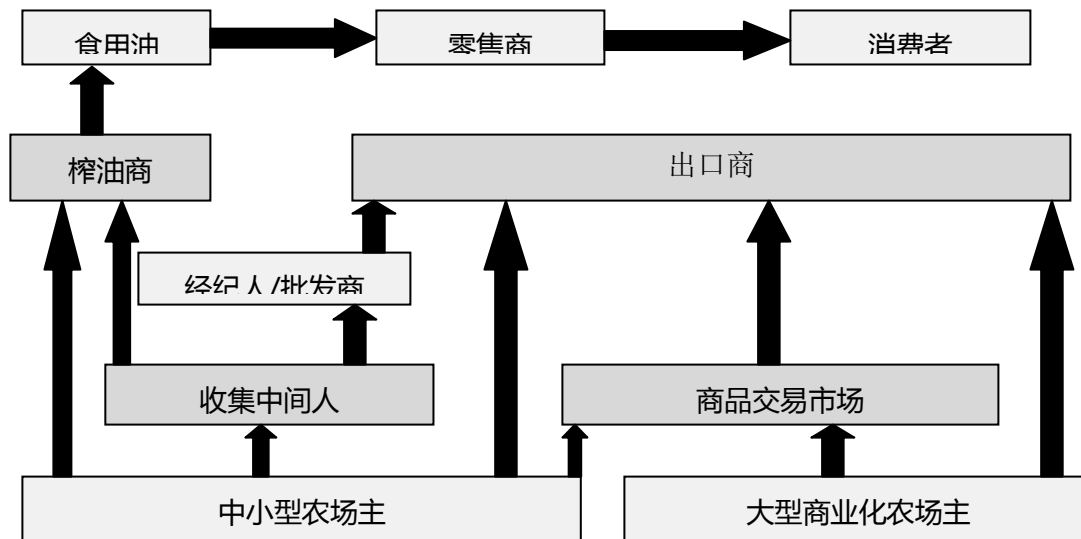 食用油
零售商
消费者
榨油商
出口商
经纪人/批发商
收集中间人
商品交易市场
中小型农场主
大型商业化农场主